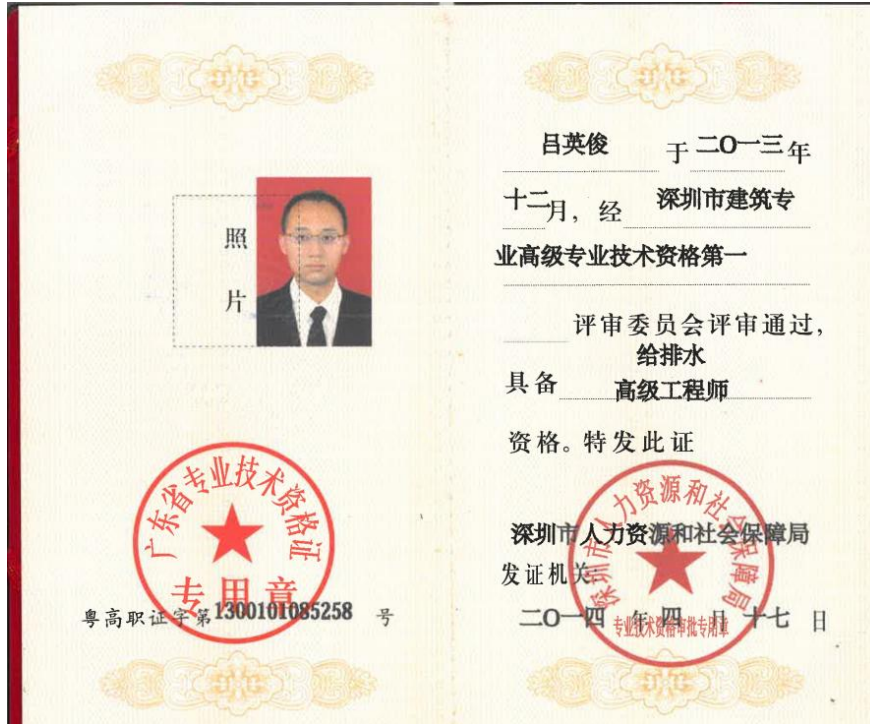 照
片
广东省专业技术资格证
专用章
粤高职证字第1300101085258 号
吕英俊 于二O一三年
十二月，经 深圳市建筑专
业高级专业技术资格第一
评审委员会评审通过，
给排水
具备 高级工程师
资格。特发此证
深圳市人力资源和社会保障局
深圳市人力资源和社会保障局
发证机关：
专业技术资格审批专用章
二O一四 年 四 月 十七 日